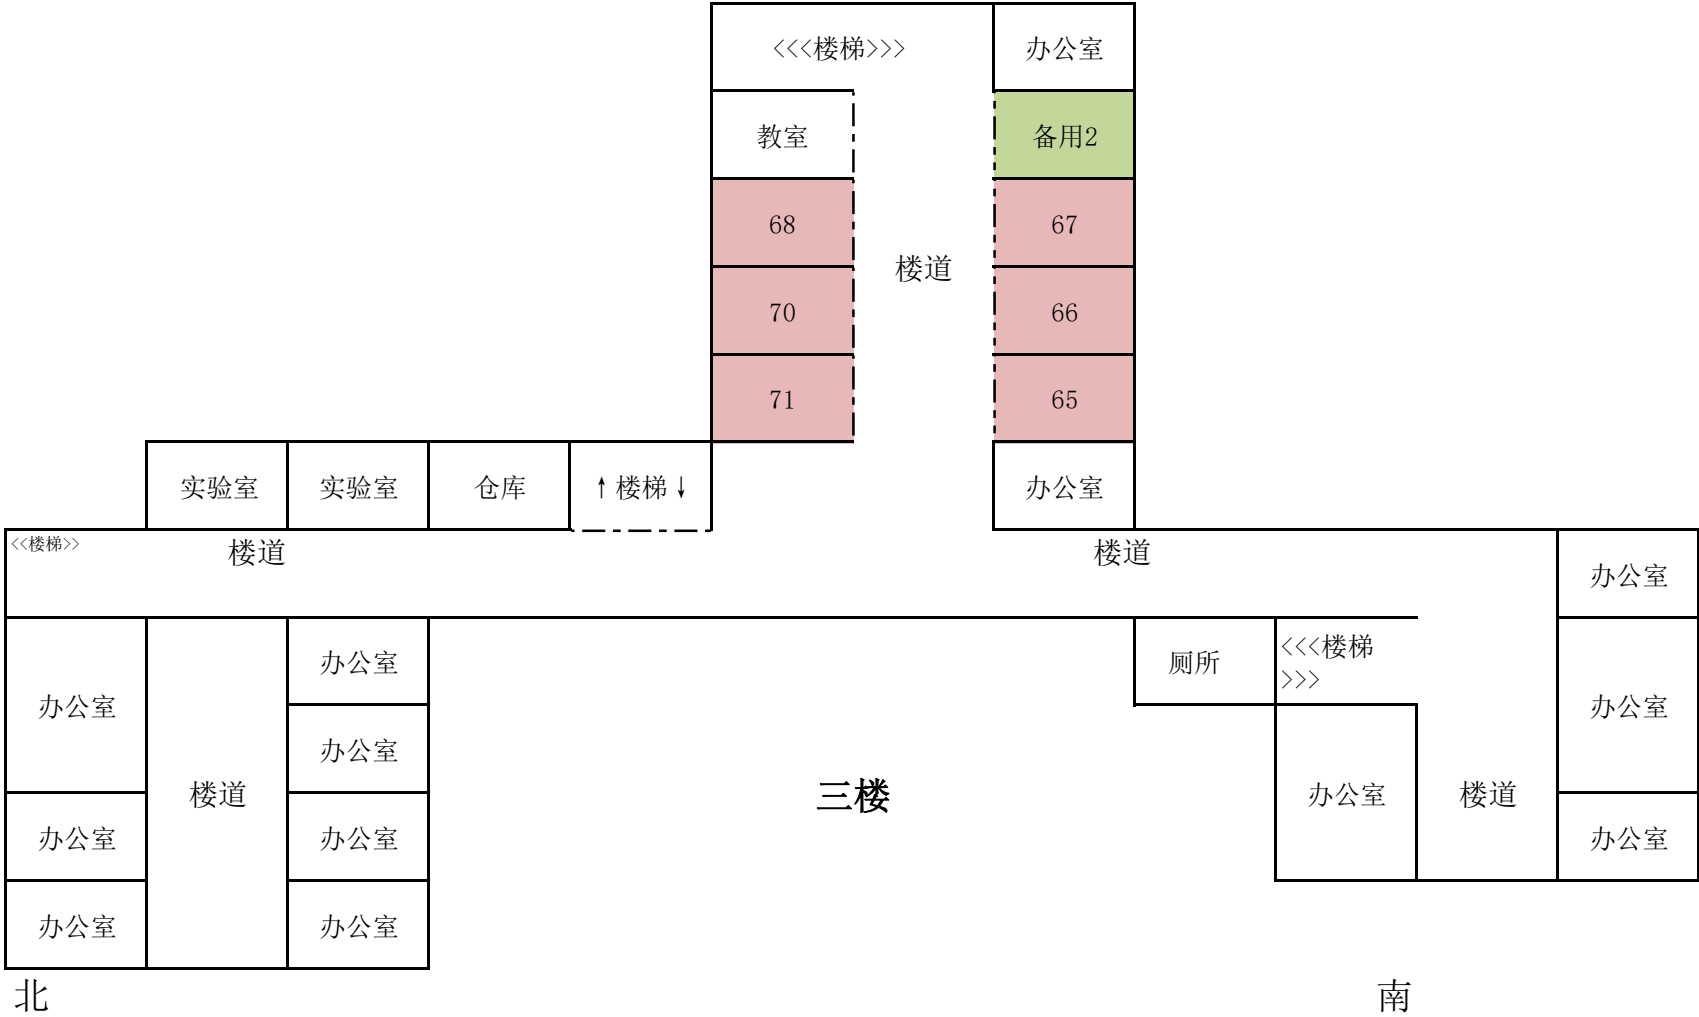 <<<楼梯>>>
办公室
教室
备用2
68
67
楼道
70
66
71
65
实验室
实验室
仓库
↑楼梯↓
办公室
<<楼梯>>
楼道
楼道
办公室
办公室
厕所
<<<楼梯
>>>
办公室
办公室
办公室
楼道
三楼
办公室
楼道
办公室
办公室
办公室
办公室
办公室
北
南